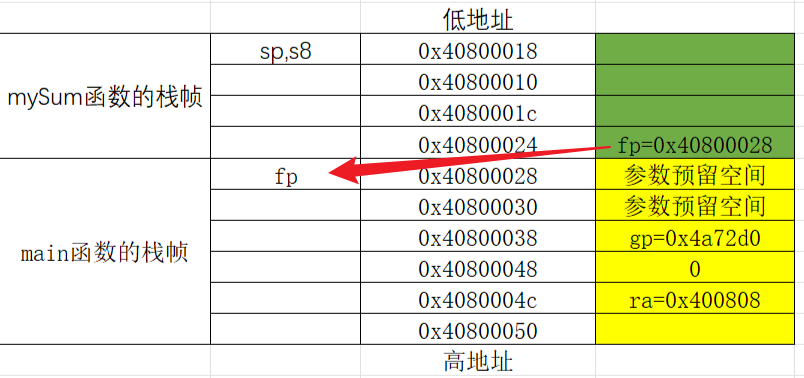 低地址
mySum函数的栈帧
sp,s8 0x40800018
0x40800010
0x4080001c
0x40800024 fp=0x40800028
main函数的栈帧
fp 0x40800028 参数预留空间
0x40800030 参数预留空间
0x40800038 gp=0x4a72d0
0x40800048 0
0x4080004c ra=0x400808
0x40800050
高地址